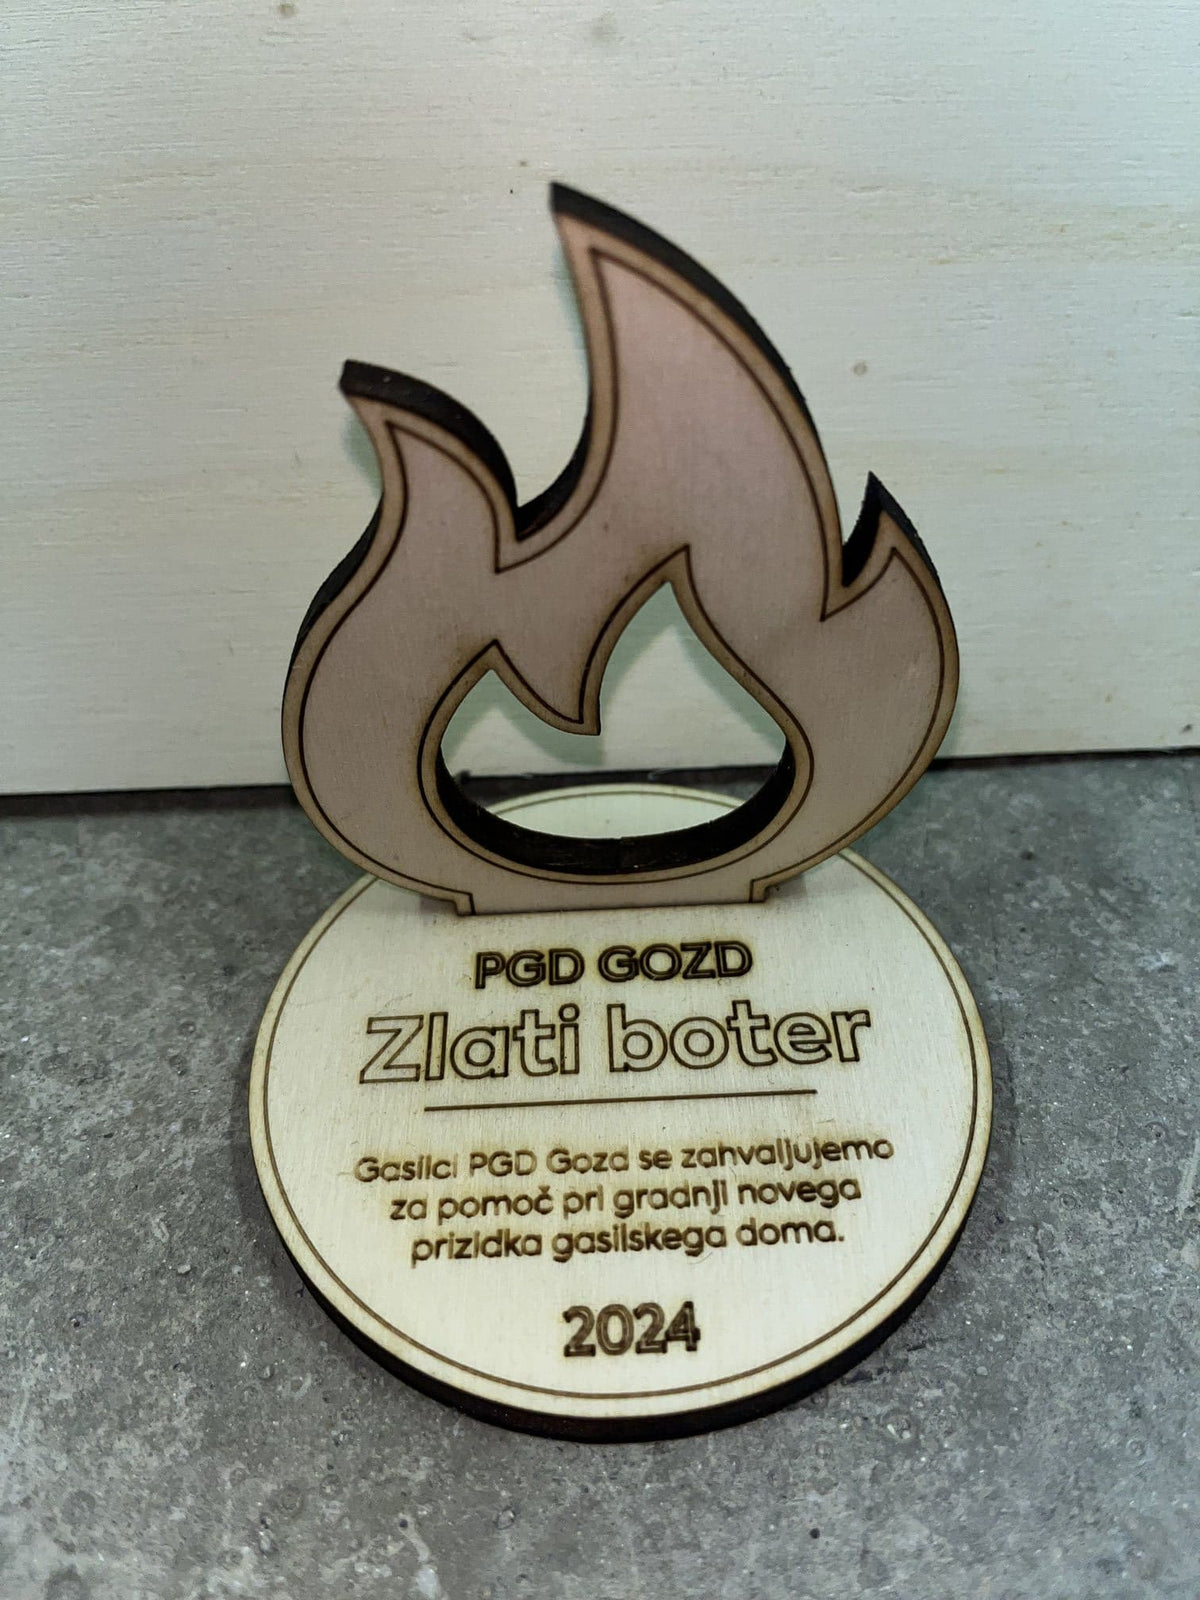 PGD GOZD
Zlati boter
Gasilci PGD Gozd se zahvaljujemo
za pomoč pri gradnji novega
prizidka gasilskega doma.
2024